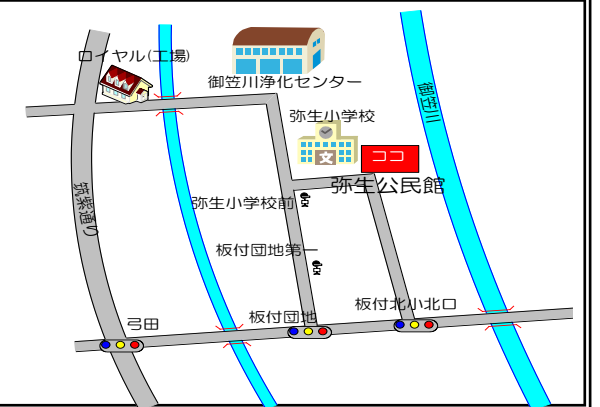 ロイヤル(工場)
御笠川浄化センター
御笠川
弥生小学校
文
ココ
弥生公民館
筑紫通り
弥生小学校前
板付団地第一
板付北小北口
板付団地
弓田